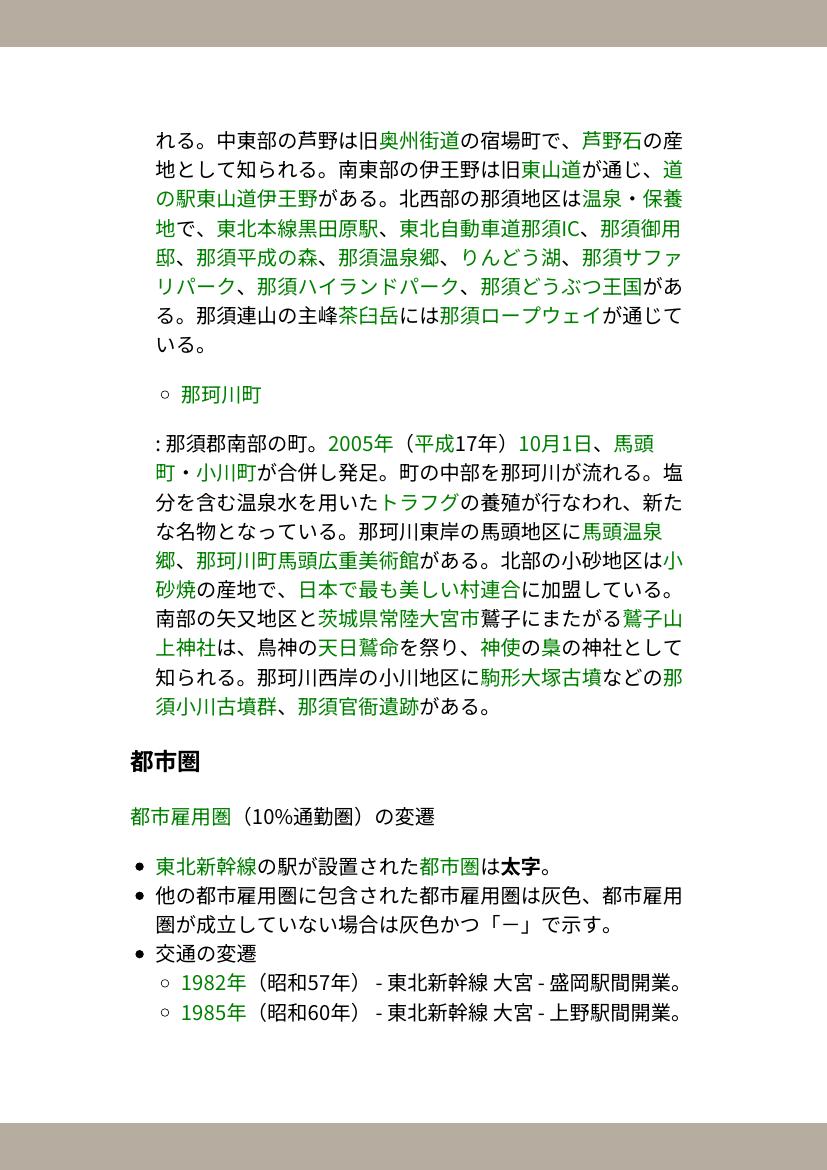 れる。中東部の芦野は旧奥州街道の宿場町で、芦野石の産
地として知られる。南東部の伊王野は旧東山道が通じ、道
の駅東山道伊王野がある。北西部の那須地区は温泉・保養
地で、東北本線黒田原駅、東北自動車道那須IC、那須御用
邸、那須平成の森、那須温泉郷、りんどう湖、那須サファ
リパーク、那須ハイランドパーク、那須どうぶつ王国があ
る。那須連山の主峰茶臼岳には那須ロープウェイが通じて
いる。
○ 那珂川町
: 那須郡南部の町。2005年（平成17年）10月1日、馬頭
町・小川町が合併し発足。町の中部を那珂川が流れる。塩
分を含む温泉水を用いたトラフグの養殖が行なわれ、新た
な名物となっている。那珂川東岸の馬頭地区に馬頭温泉
郷、那珂川町馬頭広重美術館がある。北部の小砂地区は小
砂焼の産地で、日本で最も美しい村連合に加盟している。
南部の矢又地区と茨城県常陸大宮市鷲子にまたがる鷲子山
上神社は、鳥神の天日鷲命を祭り、神使の梟の神社として
知られる。那珂川西岸の小川地区に駒形大塚古墳などの那
須小川古墳群、那須官衙遺跡がある。
都市圏
都市雇用圏（10%通勤圏）の変遷
• 東北新幹線の駅が設置された都市圏は太字。
• 他の都市雇用圏に包含された都市雇用圏は灰色、都市雇用
圏が成立していない場合は灰色かつ「－」で示す。
• 交通の変遷
○ 1982年（昭和57年） - 東北新幹線 大宮 - 盛岡駅間開業。
○ 1985年（昭和60年） - 東北新幹線 大宮 - 上野駅間開業。